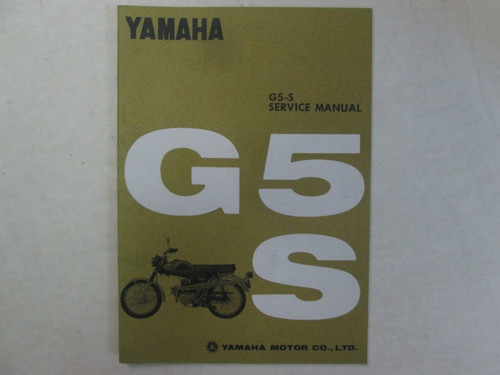 YAMAHA
G5-S
SERVICE MANUAL
G5
S
YAMAHA MOTOR CO., LTD.